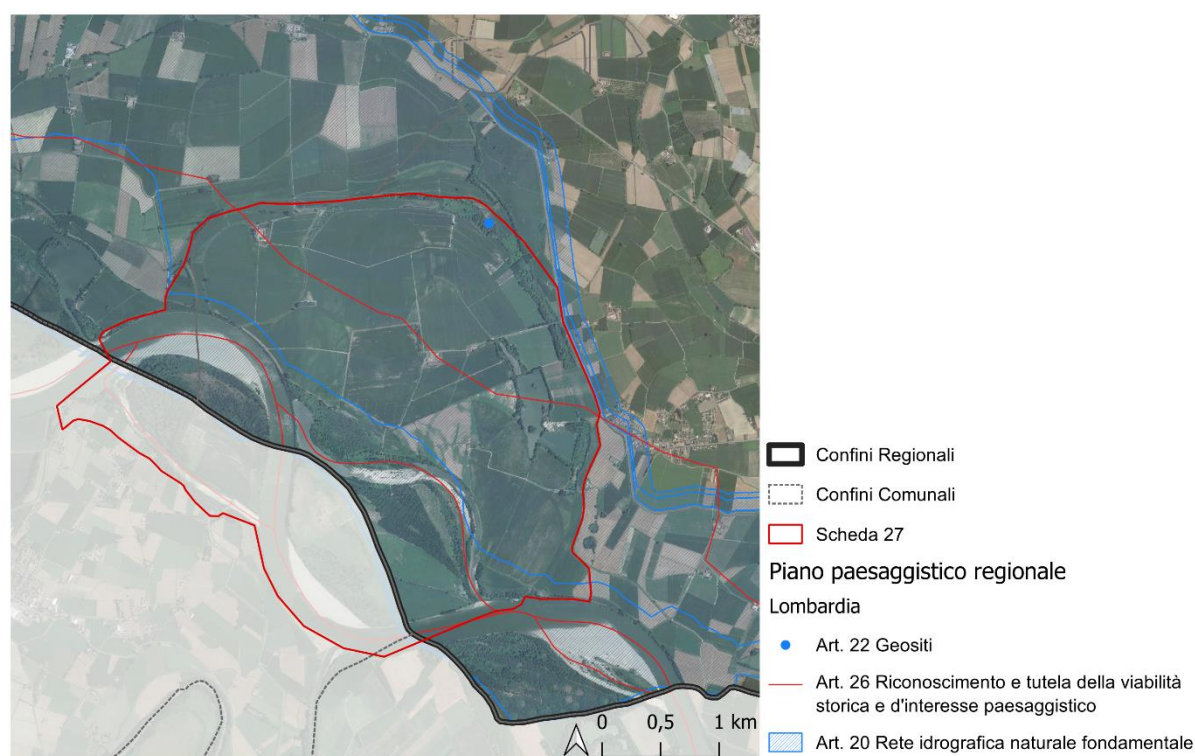 Confini Regionali
Confini Comunali
Scheda 27
Piano paesaggistico regionale
Lombardia
Art. 22 Geositi
Art. 26 Riconoscimento e tutela della viabilità
storica e d'interesse paesaggistico
Art. 20 Rete idrografica naturale fondamentale
0 0,5 1 km